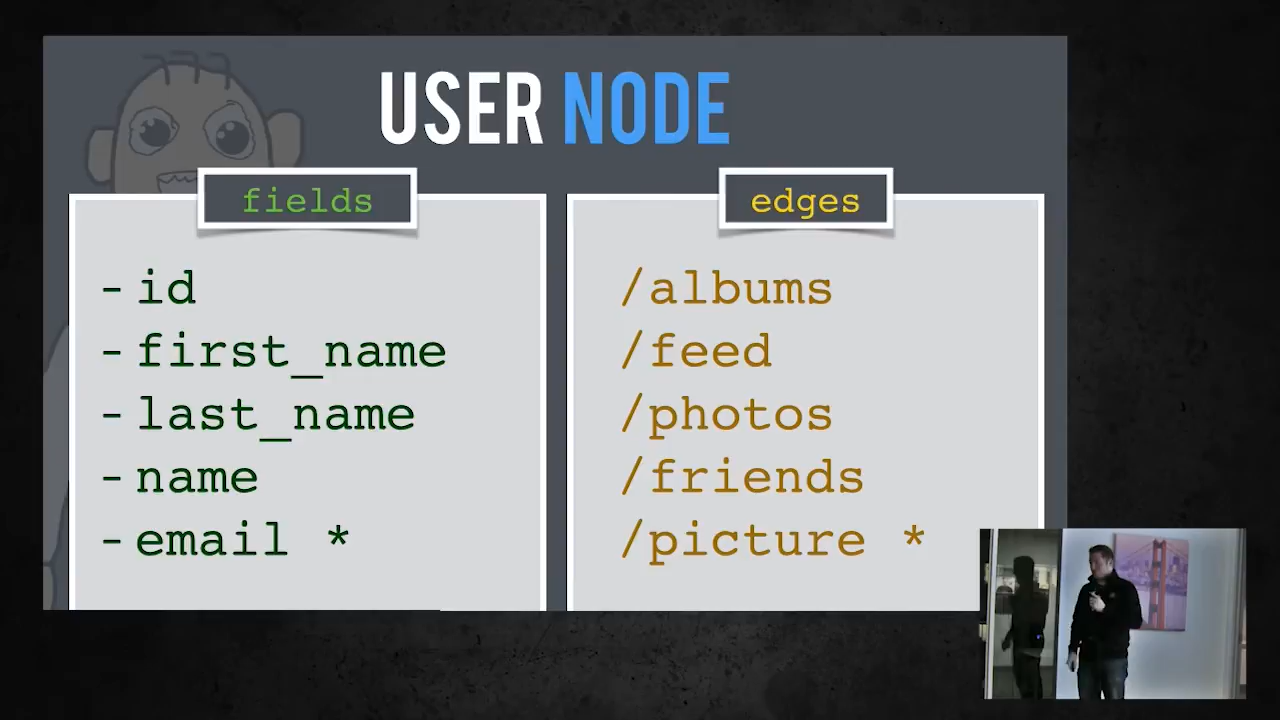 USER NODE
fields
- id
- first_name
- last_name
- name
- email *
edges
/albums
/feed
/photos
/friends
/picture *